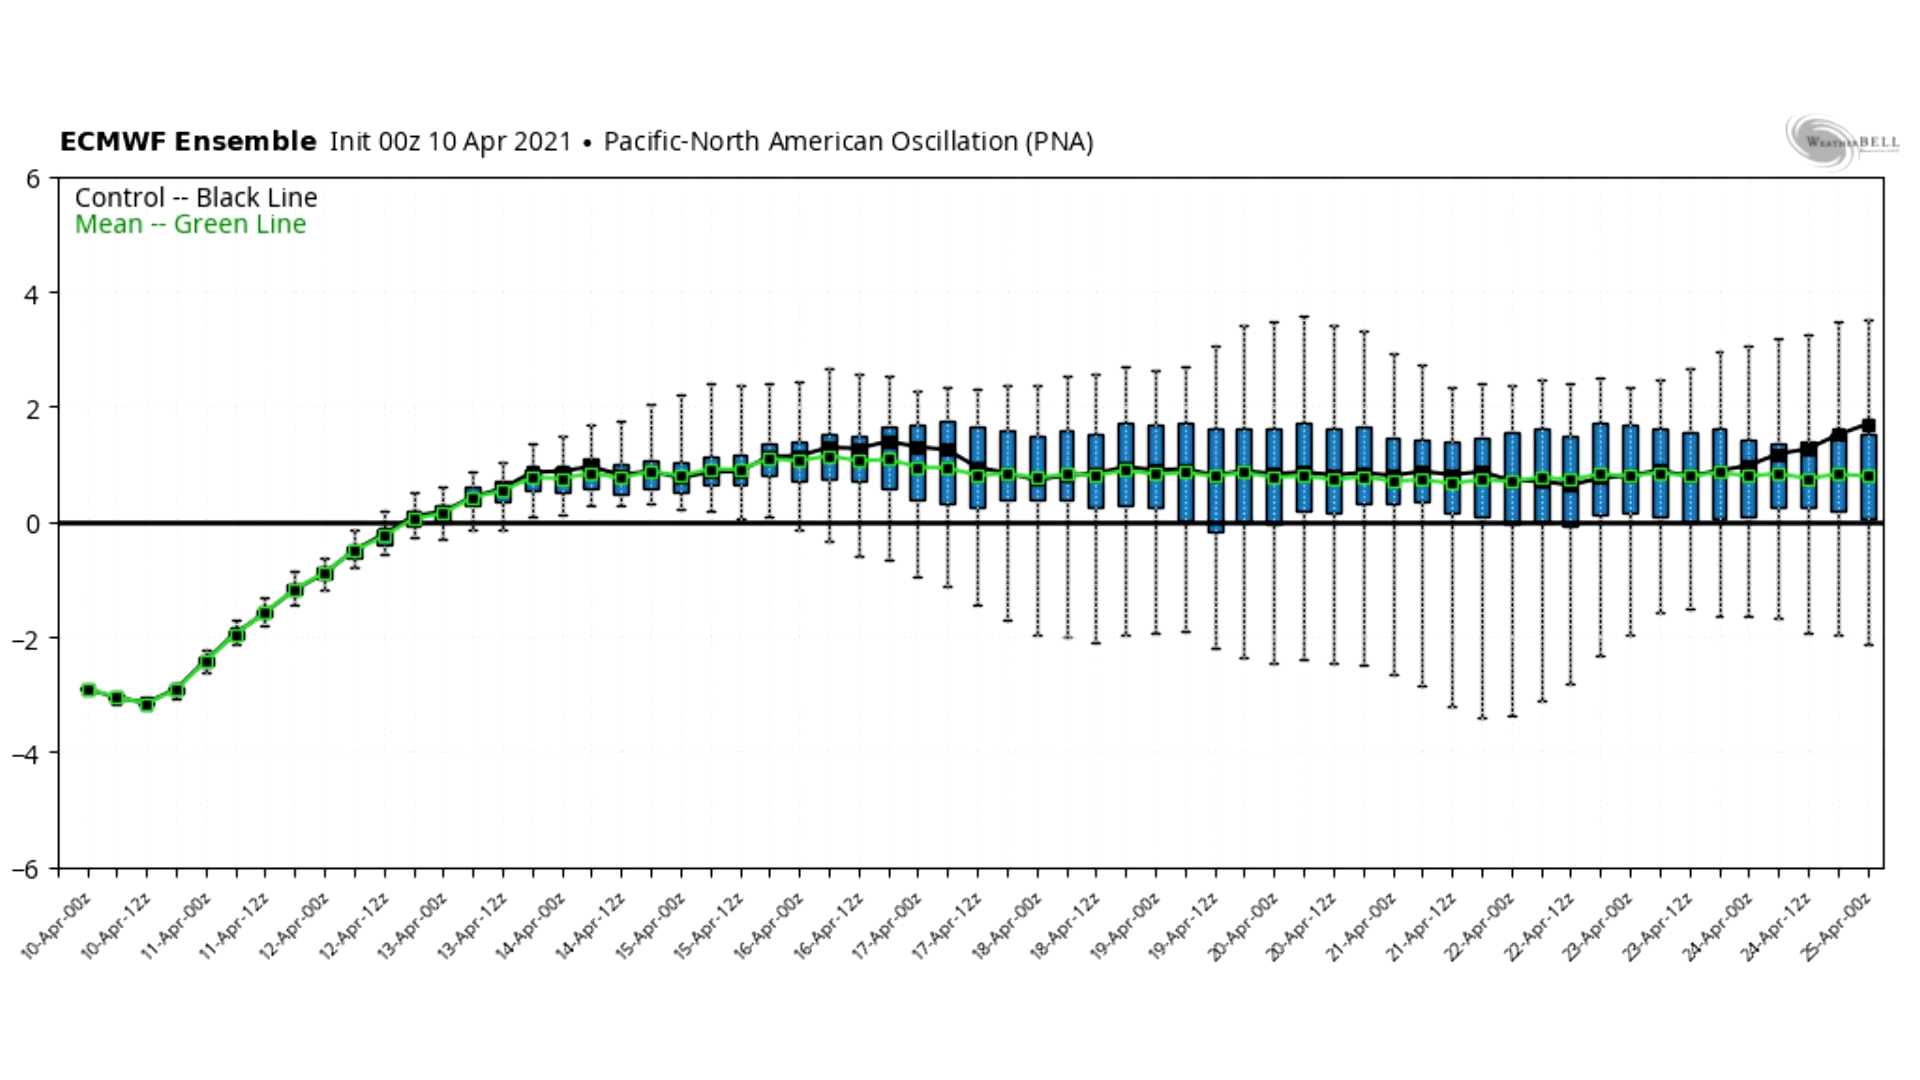 ECMWF Ensemble Init 00z 10 Apr 2021 • Pacific-North American Oscillation (PNA)
WEATHERBELL
Control -- Black Line
Mean -- Green Line
6
4
2
0
−2
−4
−6
10-Apr-00z
10-Apr-12z
11-Apr-00z
11-Apr-12z
12-Apr-00z
12-Apr-12z
13-Apr-00z
13-Apr-12z
14-Apr-00z
14-Apr-12z
15-Apr-00z
15-Apr-12z
16-Apr-00z
16-Apr-12z
17-Apr-00z
17-Apr-12z
18-Apr-00z
18-Apr-12z
19-Apr-00z
19-Apr-12z
20-Apr-00z
20-Apr-12z
21-Apr-00z
21-Apr-12z
22-Apr-00z
22-Apr-12z
23-Apr-00z
23-Apr-12z
24-Apr-00z
24-Apr-12z
25-Apr-00z